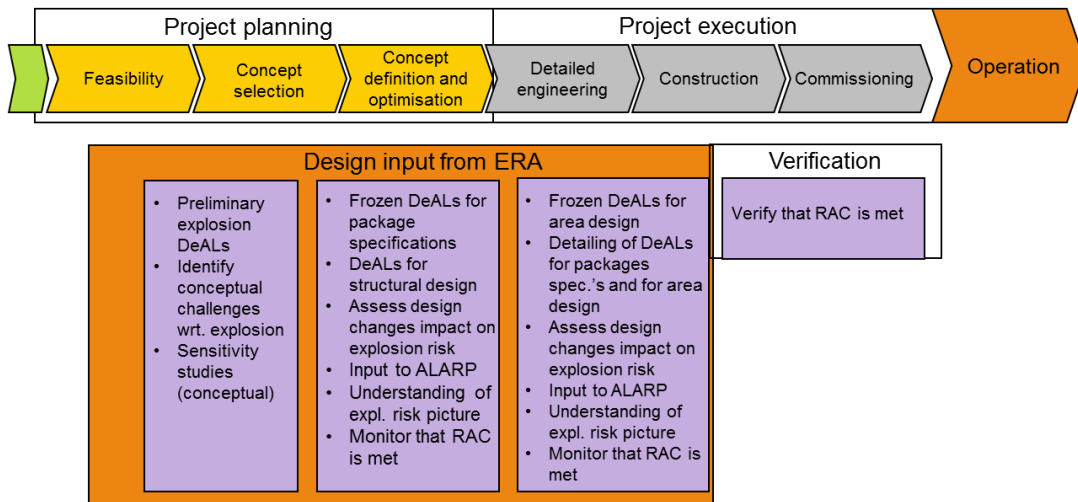 Project planning
Project execution
Feasibility
Concept
selection
Concept
definition and
optimisation
Detailed
engineering
Construction
Commissioning
Operation
Design input from ERA
• Preliminary
explosion
DeALs
• Identify
conceptual
challenges
wrt. explosion
• Sensitivity
studies
(conceptual)
• Frozen DeALs for
package
specifications
• DeALs for
structural design
• Assess design
changes impact on
explosion risk
• Input to ALARP
• Understanding of
expl. risk picture
• Monitor that RAC
is met
• Frozen DeALs for
area design
• Detailing of DeALs
for packages
spec.'s and for area
design
• Assess design
changes impact on
explosion risk
• Input to ALARP
• Understanding of
expl. risk picture
• Monitor that RAC is
met
Verification
Verify that RAC is met